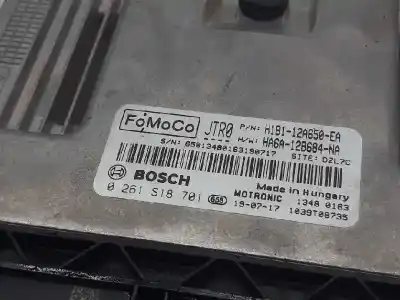 FoMoCo JTR0 P/N: H1B1-12A650-EA
H/W: HA6A-12B684-NA
S/N: 65013480163190717 SITE: DZL7C
BOSCH Made in Hungary
0 261 S18 701 MOTRONIC 1348 0163
19-07-17 1039T08735